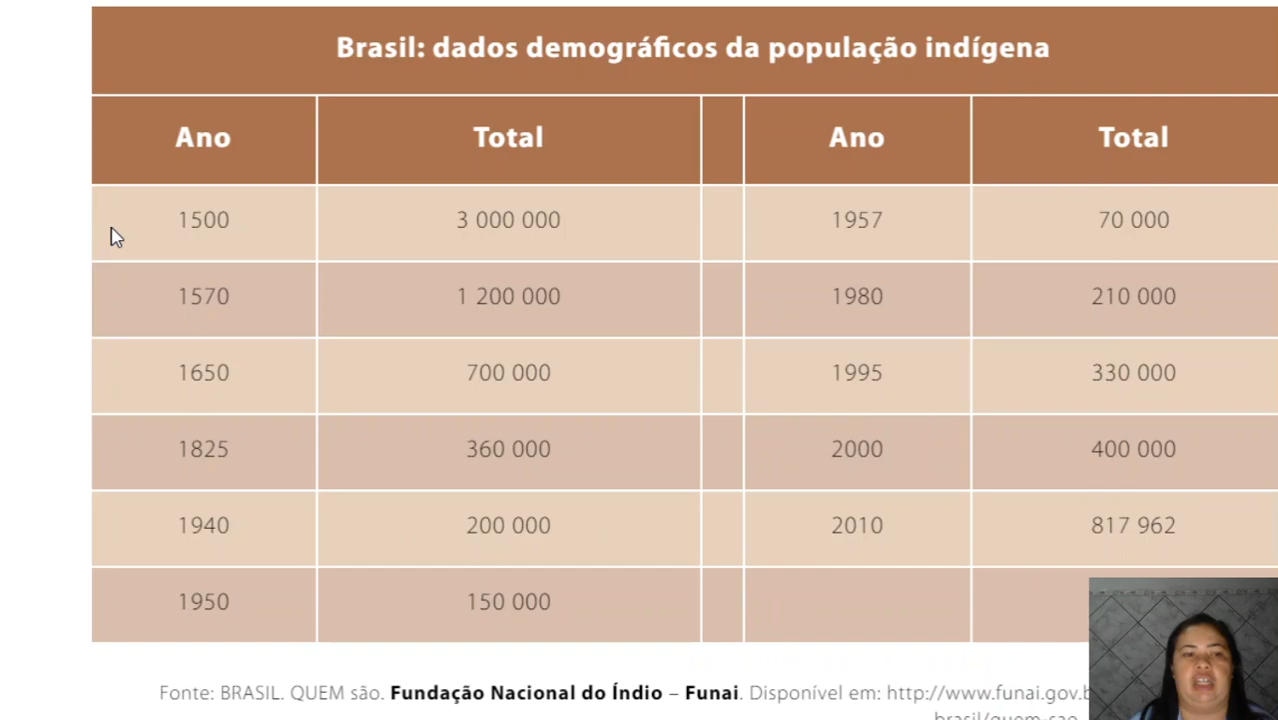 Brasil: dados demográficos da população indígena
Ano Total Ano Total
1500 3 000 000 1957 70 000
1570 1 200 000 1980 210 000
1650 700 000 1995 330 000
1825 360 000 2000 400 000
1940 200 000 2010 817 962
1950 150 000
Fonte: BRASIL. QUEM são. Fundação Nacional do Índio – Funai. Disponível em: http://www.funai.gov.b
brasil/quem-sao